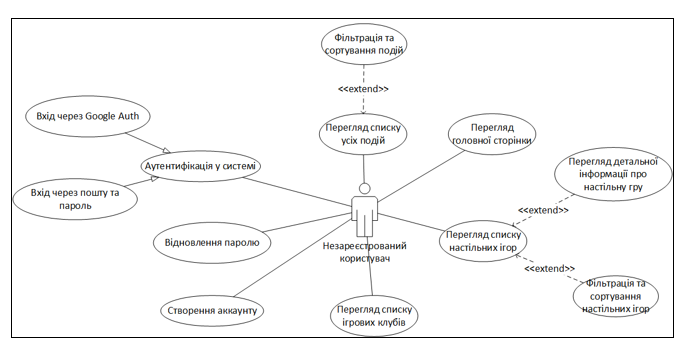 Фільтрація та
сортування подій
<<extend>>
Вхід через Google Auth
Перегляд списку
усіх подій
Перегляд
головної сторінки
Аутентифікація у системі
Перегляд детальної
інформації про
настільну гру
Вхід через пошту та
пароль
<<extend>>
Відновлення паролю
Незареєстрований
користувач
Перегляд списку
настільних ігор
<<extend>>
Створення аккаунту
Перегляд списку
ігрових клубів
Фільтрація та
сортування
настільних ігор